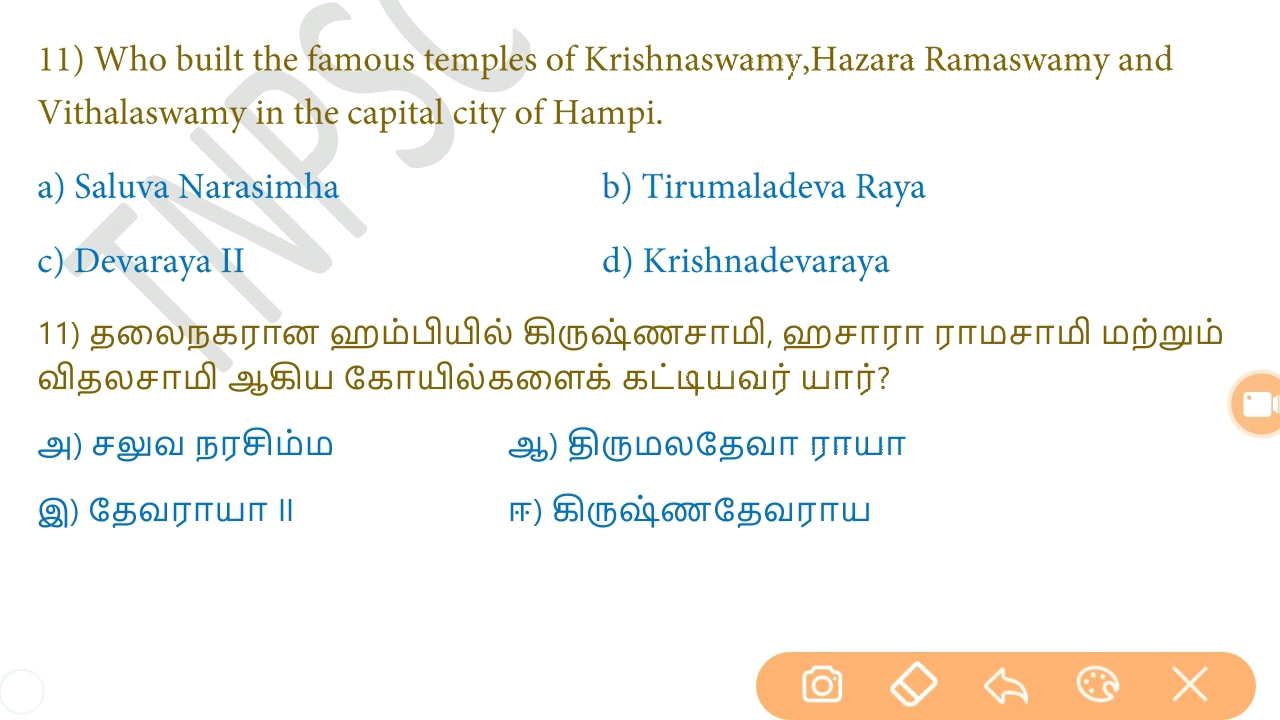 11) Who built the famous temples of Krishnaswamy,Hazara Ramaswamy and
Vithalaswamy in the capital city of Hampi.
a) Saluva Narasimha b) Tirumaladeva Raya
c) Devaraya II d) Krishnadevaraya
11) தலைநகரான ஹம்பியில் கிருஷ்ணசாமி, ஹசாரா ராமசாமி மற்றும்
விதலசாமி ஆகிய கோயில்களைக் கட்டியவர் யார்?
அ) சலுவ நரசிம்ம ஆ) திருமலதேவா ராயா
இ) தேவராயா II ஈ) கிருஷ்ணதேவராய
TNPSC